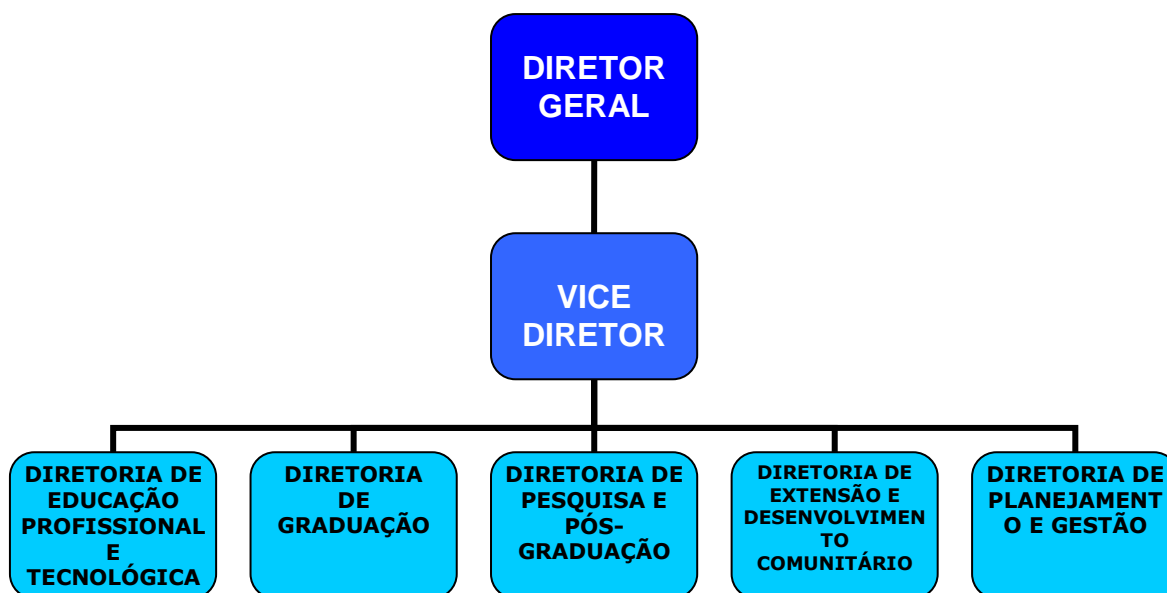 DIRETOR
GERAL
VICE
DIRETOR
DIRETORIA DE
EDUCAÇÃO
PROFISSIONAL
E
TECNOLÓGICA
DIRETORIA
DE
GRADUAÇÃO
DIRETORIA DE
PESQUISA E
PÓS-
GRADUAÇÃO
DIRETORIA DE
EXTENSÃO E
DESENVOLVIMEN
TO
COMUNITÁRIO
DIRETORIA DE
PLANEJAMENT
O E GESTÃO